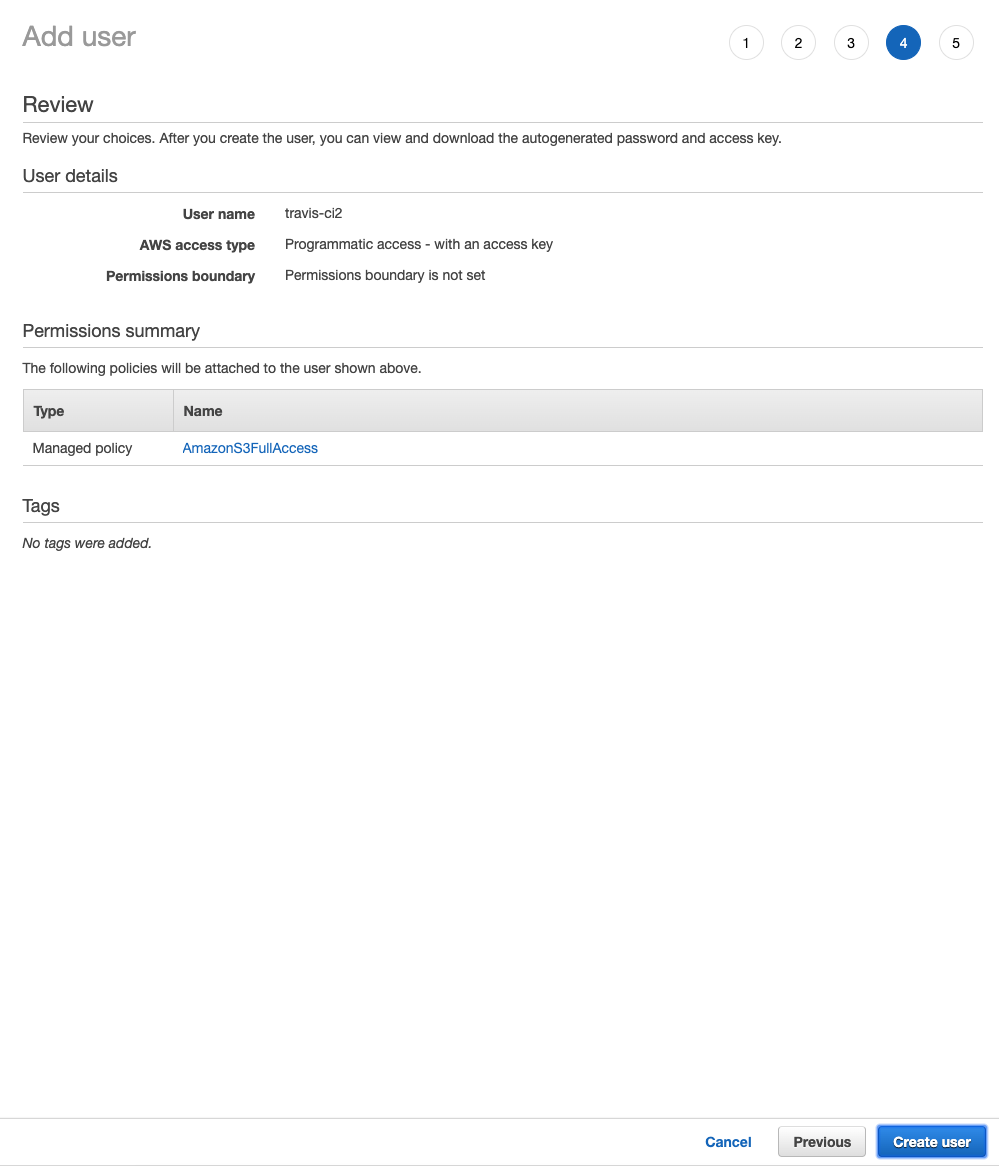 Add user
1 2 3 4 5
Review
Review your choices. After you create the user, you can view and download the autogenerated password and access key.
User details
User name travis-ci2
AWS access type Programmatic access - with an access key
Permissions boundary Permissions boundary is not set
Permissions summary
The following policies will be attached to the user shown above.
Type Name
Managed policy AmazonS3FullAccess
Tags
No tags were added.
Cancel Previous Create user